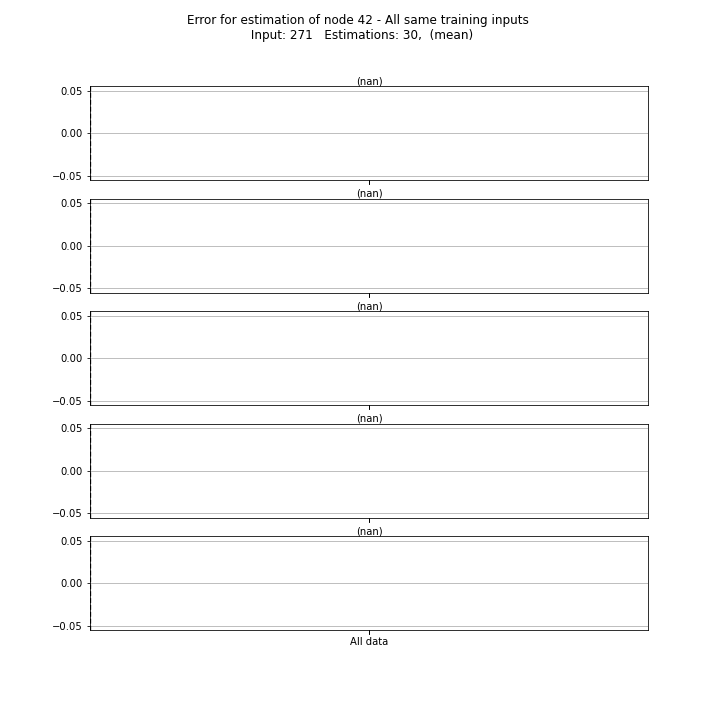 Error for estimation of node 42 - All same training inputs
Input: 271   Estimations: 30,  (mean)
(nan)
0.05
0.00
−0.05
(nan)
0.05
0.00
−0.05
(nan)
0.05
0.00
−0.05
(nan)
0.05
0.00
−0.05
(nan)
0.05
0.00
−0.05
All data